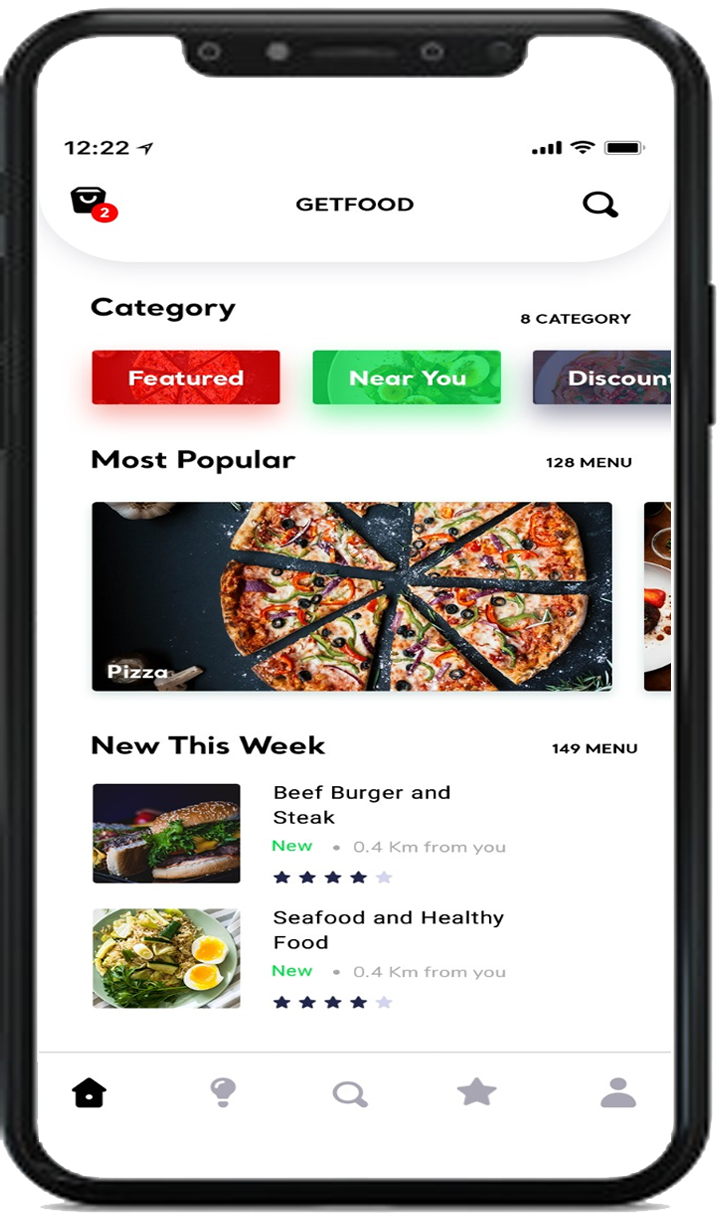 12:22
2
GETFOOD
Category
8 CATEGORY
Featured
Near You
Discount
Most Popular
128 MENU
Pizza
New This Week
149 MENU
Beef Burger and
Steak
New • 0.4 Km from you
Seafood and Healthy
Food
New • 0.4 Km from you